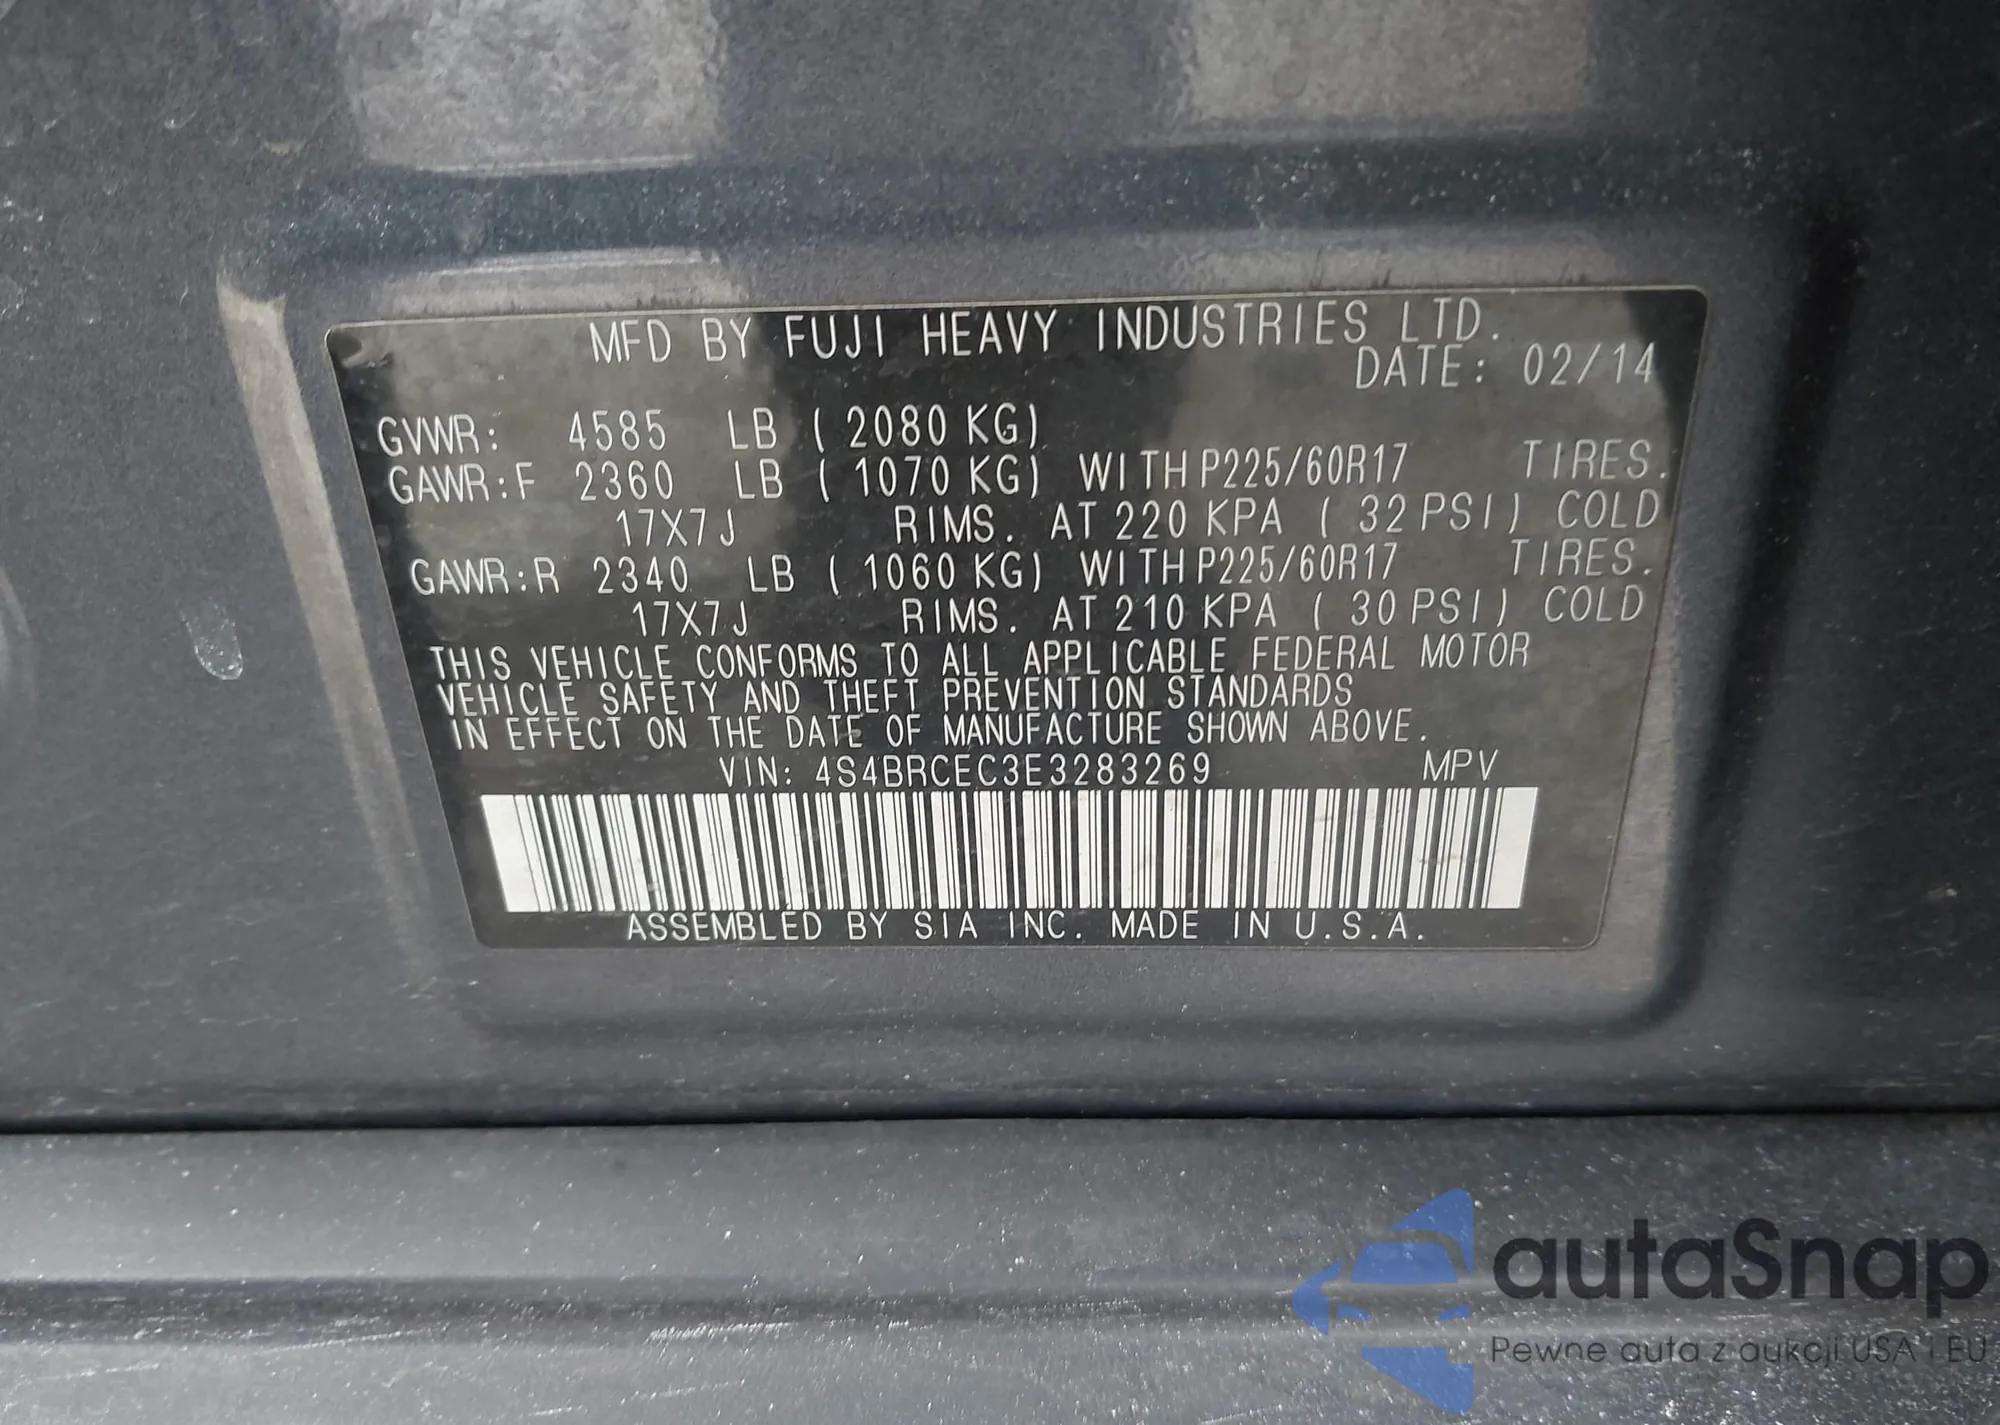 MFD BY FUJI HEAVY INDUSTRIES LTD.
DATE: 02/14
GVWR: 4585 LB ( 2080 KG)
GAWR:F 2360 LB ( 1070 KG) WITH P225/60R17 TIRES.
17X7J RIMS. AT 220 KPA ( 32 PSI) COLD
GAWR:R 2340 LB ( 1060 KG) WITH P225/60R17 TIRES.
17X7J RIMS. AT 210 KPA ( 30 PSI) COLD
THIS VEHICLE CONFORMS TO ALL APPLICABLE FEDERAL MOTOR
VEHICLE SAFETY AND THEFT PREVENTION STANDARDS
IN EFFECT ON THE DATE OF MANUFACTURE SHOWN ABOVE.
VIN: 4S4BRCEC3E3283269 MPV
ASSEMBLED BY SIA INC. MADE IN U.S.A.
autaSnap
Pewne auta z aukcji USA i EU